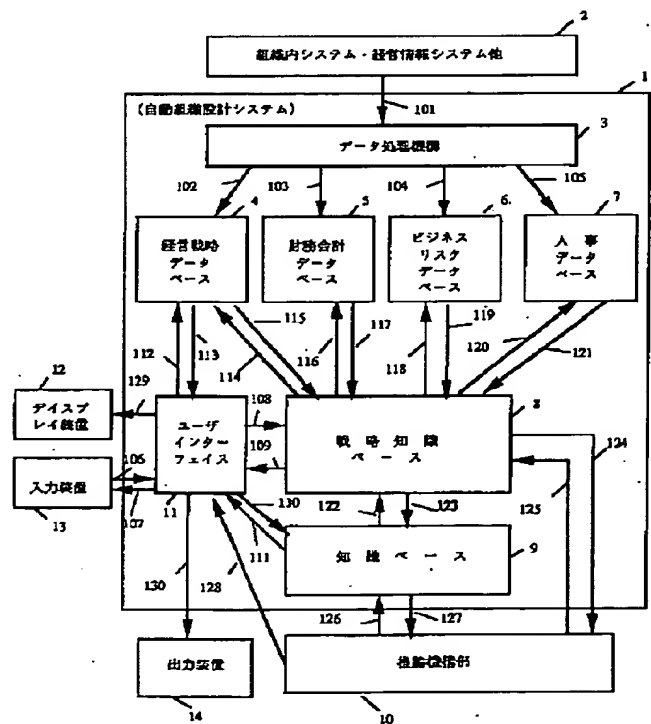 2
組織内システム・経営情報システム他
1
101
(自動組織設計システム)
3
データ処理機構
102
103
104
105
4
5
6
7
経営戦略
データ
ベース
財務会計
データ
ベース
ビジネス
リスク
データ
ベース
人事
データ
ベース
112
113
115
114
116
117
118
119
120
121
12
129
デイスプ
レイ装置
108
8
ユーザ
インター
フェイス
戦略知識
ベース
109
124
106
入力装置
107
11
130
122
123
125
13
111
9
知識ベース
130
128
126
127
出力装置
14
10